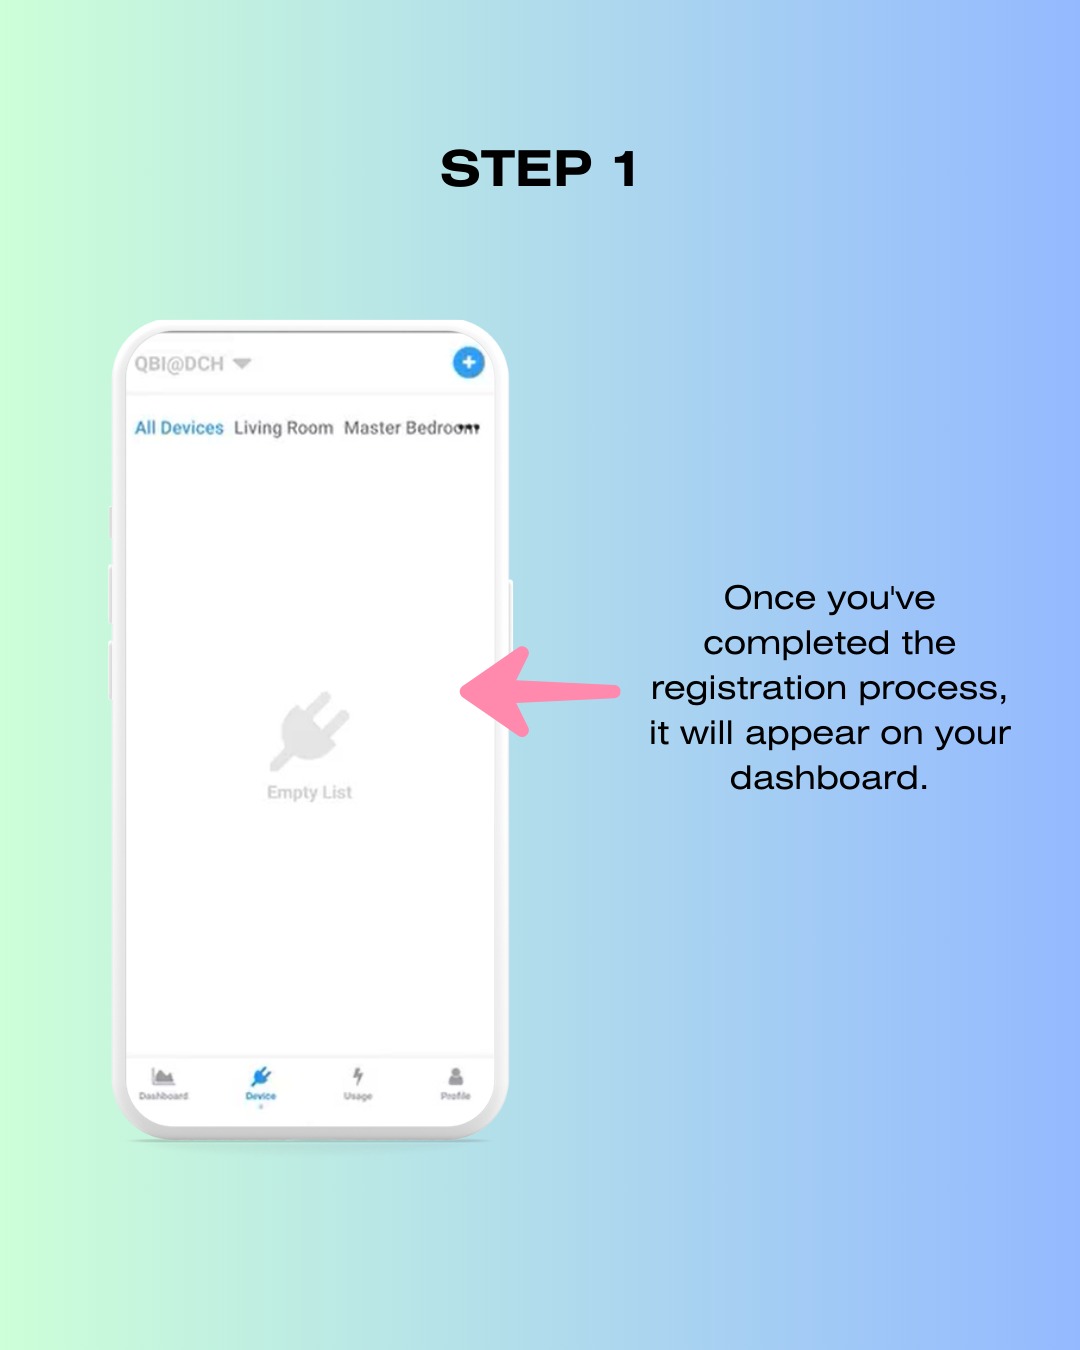 STEP 1
QBI@DCH
All Devices Living Room Master Bedroom
Once you've
completed the
registration process,
it will appear on your
dashboard.
Empty List
Dashboard Device Usage Profile